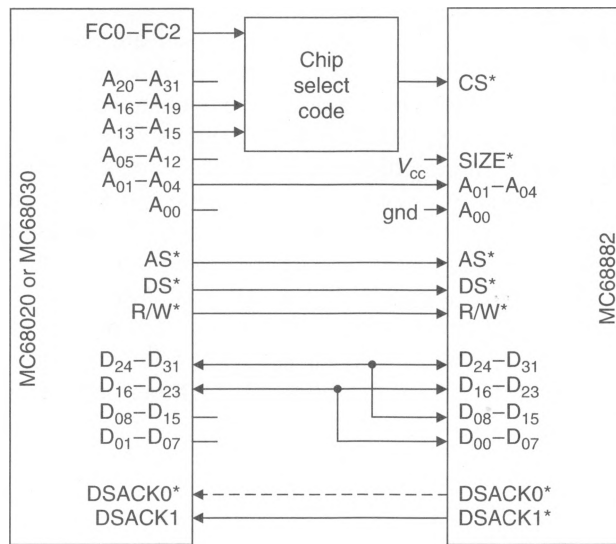 FC0–FC2
Chip
select
code
CS*
A20–A31
A16–A19
A13–A15
A05–A12
Vcc
SIZE*
A01–A04
A01–A04
A00
gnd
A00
AS*
AS*
DS*
DS*
R/W*
R/W*
D24–D31
D24–D31
D16–D23
D16–D23
D08–D15
D08–D15
D01–D07
D00–D07
DSACK0*
DSACK0*
DSACK1
DSACK1*
MC68020 or MC68030
MC68882